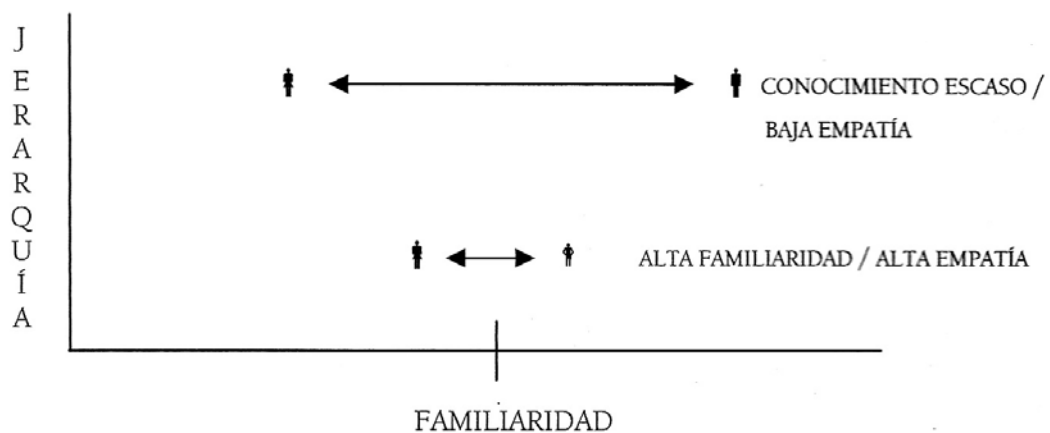 JERARQUÍA
CONOCIMIENTO ESCASO /
BAJA EMPATÍA
ALTA FAMILIARIDAD / ALTA EMPATÍA
FAMILIARIDAD